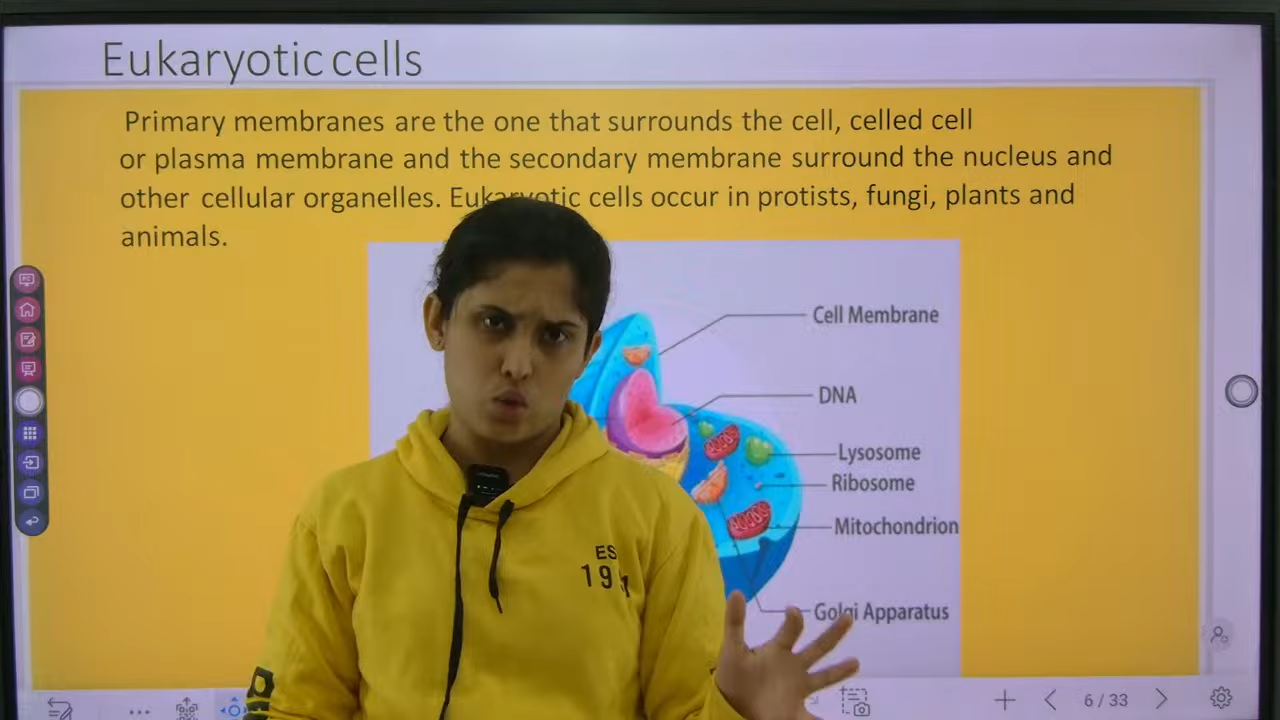 Eukaryotic cells
Primary membranes are the one that surrounds the cell, celled cell
or plasma membrane and the secondary membrane surround the nucleus and
other cellular organelles. Eukaryotic cells occur in protists, fungi, plants and
animals.
Cell Membrane
DNA
Lysosome
Ribosome
Mitochondrion
Golgi Apparatus
ES
6 / 33